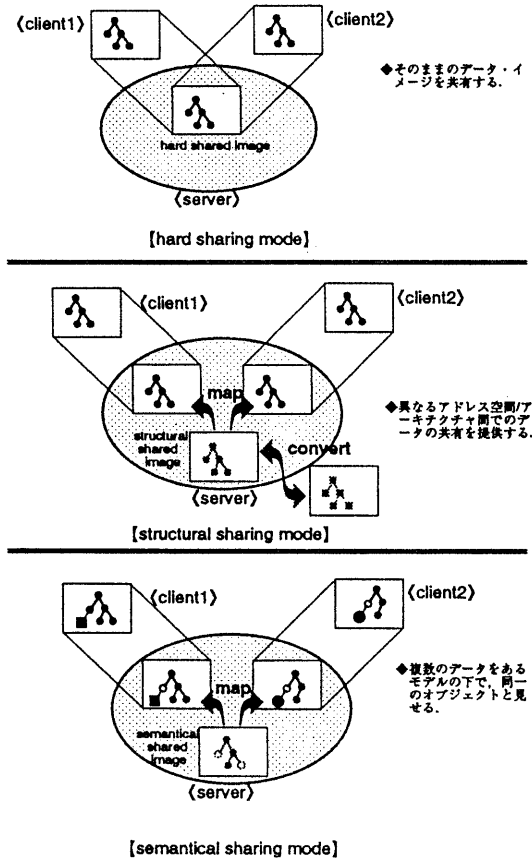 〈client1〉
〈client2〉
◆そのままのデータ・イ
メージを共有する.
hard shared image
〈server〉
【hard sharing mode】
〈client1〉
〈client2〉
map
◆異なるアドレス空間/ア
ーキテクチャ間でのデ
ータの共有を提供する.
structural
shared
image
convert
〈server〉
【structural sharing mode】
〈client1〉
〈client2〉
map
◆複数のデータをある
モデルの下で, 同一
のオブジェクトと見
せる.
semantical
shared
image
〈server〉
【semantical sharing mode】